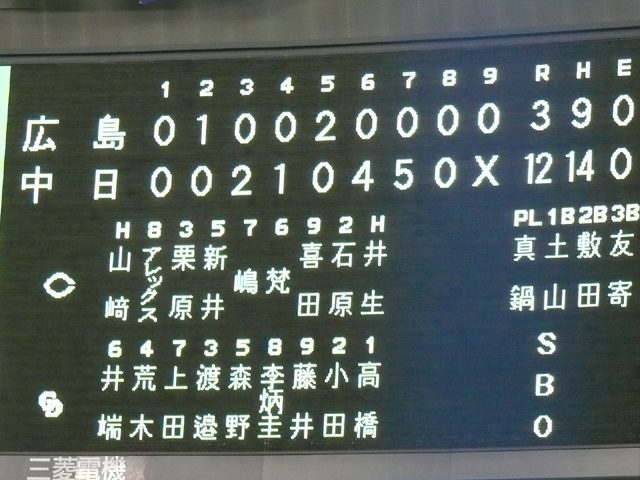 1 2 3 4 5 6 7 8 9 R H E
広島 0 1 0 0 2 0 0 0 0 3 9 0
中日 0 0 2 1 0 4 5 0 X 12 14 0
H 8 3 5 7 6 9 2 H PL 1B 2B 3B
C 山﨑 アレックス 栗原 新井 嶋 梵 喜田 石原 井生 真鍋 土山 敷田 友寄
6 4 7 3 5 8 9 2 1 S
CD 井端 荒木 上田 渡邉 森野 李炳圭 藤井 小田 高橋 B
O
三菱電機